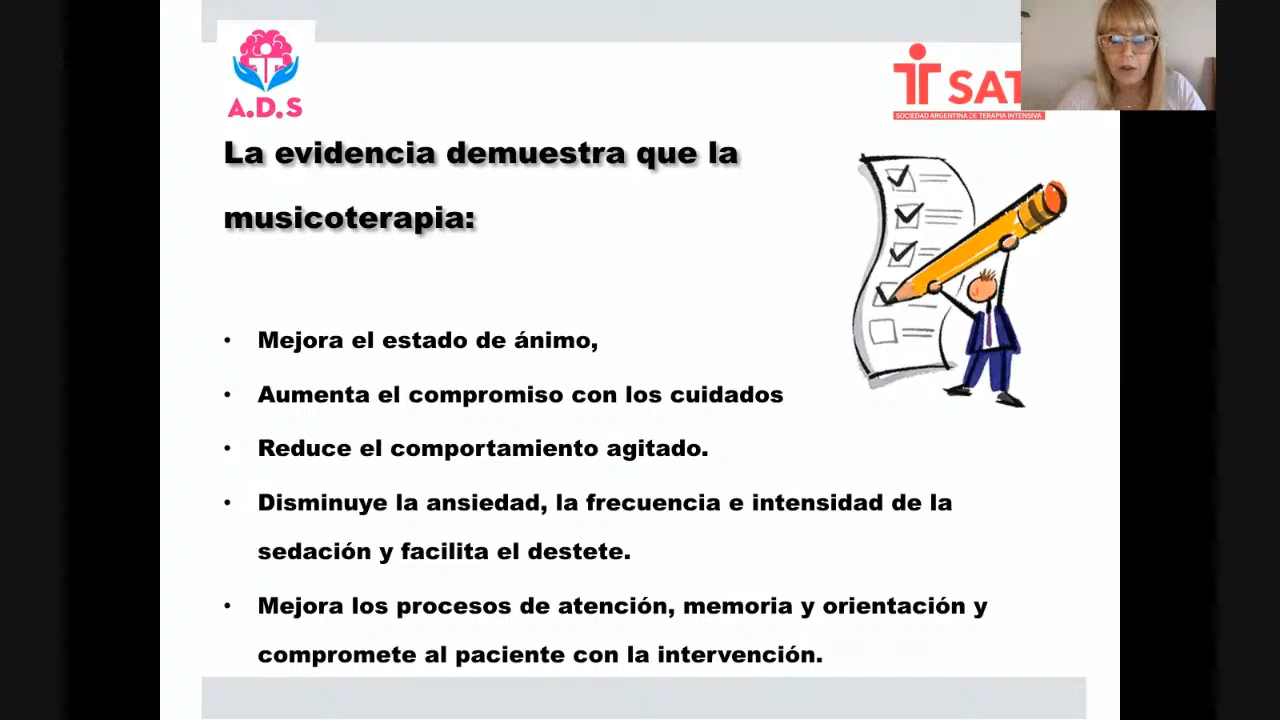 A.D.S
SAT
SOCIEDAD ARGENTINA DE TERAPIA INTENSIVA
La evidencia demuestra que la
musicoterapia:
• Mejora el estado de ánimo,
• Aumenta el compromiso con los cuidados
• Reduce el comportamiento agitado.
• Disminuye la ansiedad, la frecuencia e intensidad de la
sedación y facilita el destete.
• Mejora los procesos de atención, memoria y orientación y
compromete al paciente con la intervención.